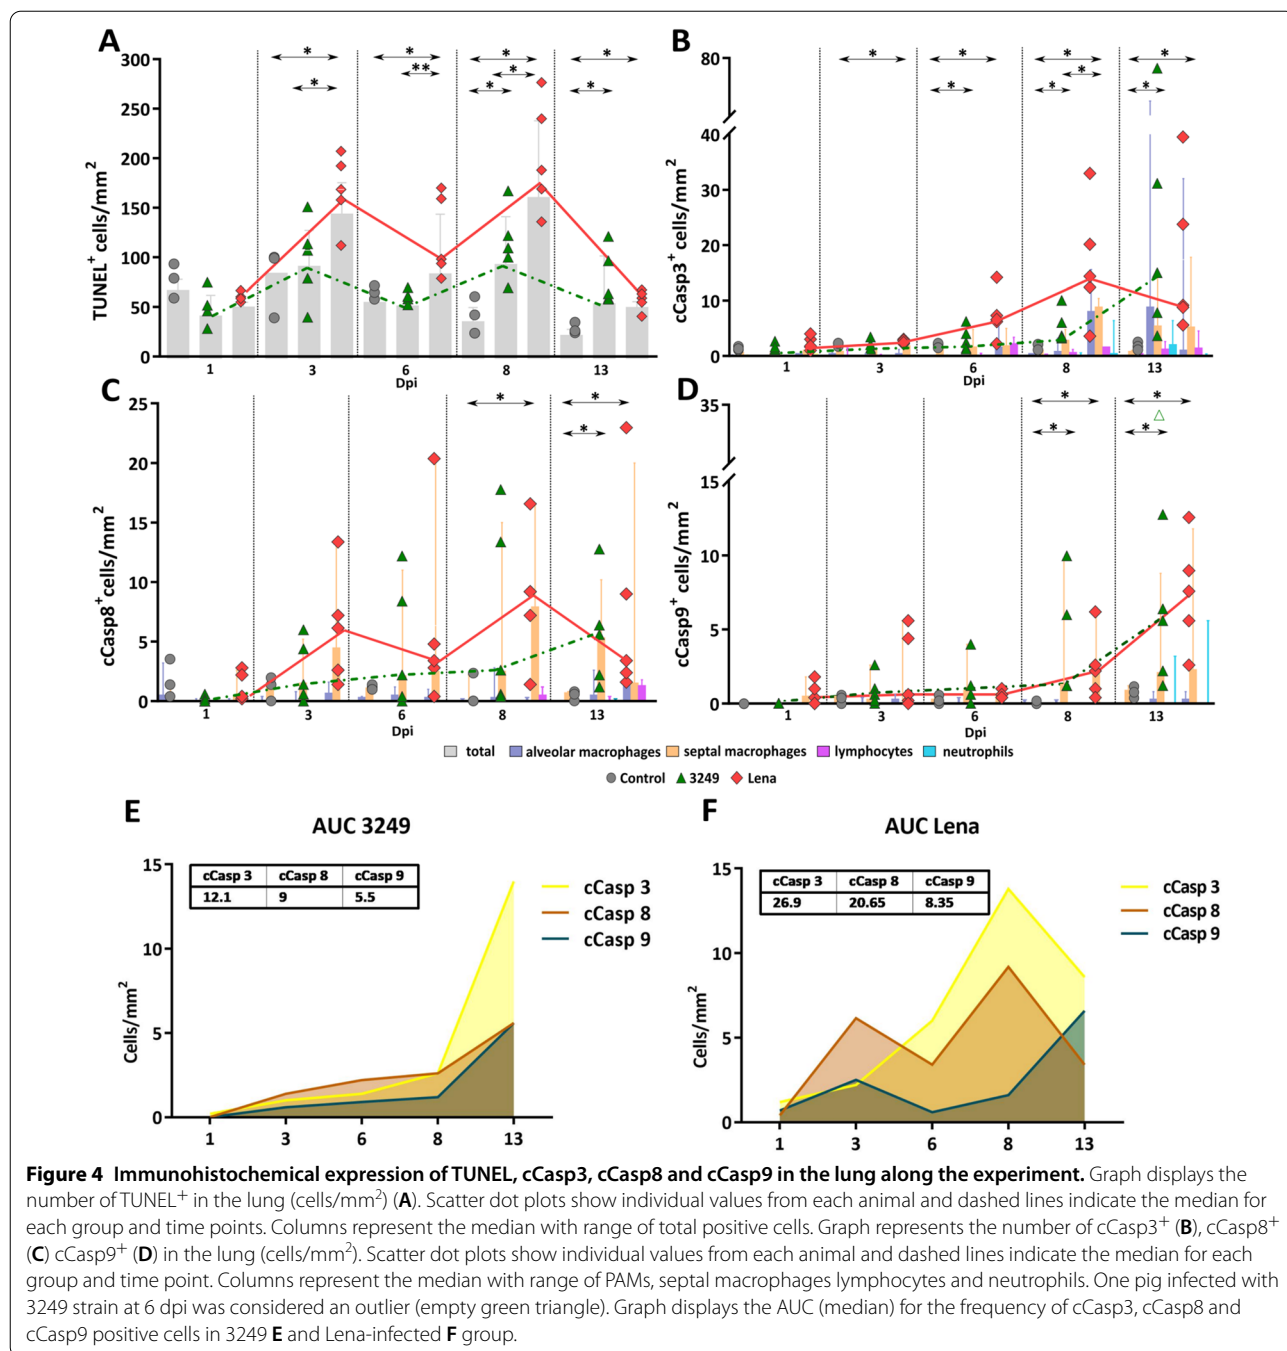 A
* * * *
* ** * *
* *
300
250
200
150
100
50
0
TUNEL⁺ cells/mm²
1 3 6 8 13
Dpi
B
* * * *
* * * *
80
40
30
20
10
0
cCasp3⁺ cells/mm²
1 3 6 8 13
Dpi
C
* *
*
25
20
15
10
5
0
cCasp8⁺cells/mm²
1 3 6 8 13
Dpi
D
* *
* *
35
15
10
5
0
cCasp9⁺ cells/mm²
1 3 6 8 13
Dpi
total alveolar macrophages septal macrophages lymphocytes neutrophils
Control 3249 Lena
E
AUC 3249
cCasp 3 cCasp 8 cCasp 9
12.1 9 5.5
cCasp 3
cCasp 8
cCasp 9
15
10
5
0
Cells/mm²
1 3 6 8 13
F
AUC Lena
cCasp 3 cCasp 8 cCasp 9
26.9 20.65 8.35
cCasp 3
cCasp 8
cCasp 9
15
10
5
0
Cells/mm²
1 3 6 8 13
Figure 4 Immunohistochemical expression of TUNEL, cCasp3, cCasp8 and cCasp9 in the lung along the experiment. Graph displays the
number of TUNEL⁺ in the lung (cells/mm²) (A). Scatter dot plots show individual values from each animal and dashed lines indicate the median for
each group and time points. Columns represent the median with range of total positive cells. Graph represents the number of cCasp3⁺ (B), cCasp8⁺
(C) cCasp9⁺ (D) in the lung (cells/mm²). Scatter dot plots show individual values from each animal and dashed lines indicate the median for each
group and time point. Columns represent the median with range of PAMs, septal macrophages lymphocytes and neutrophils. One pig infected with
3249 strain at 6 dpi was considered an outlier (empty green triangle). Graph displays the AUC (median) for the frequency of cCasp3, cCasp8 and
cCasp9 positive cells in 3249 E and Lena-infected F group.